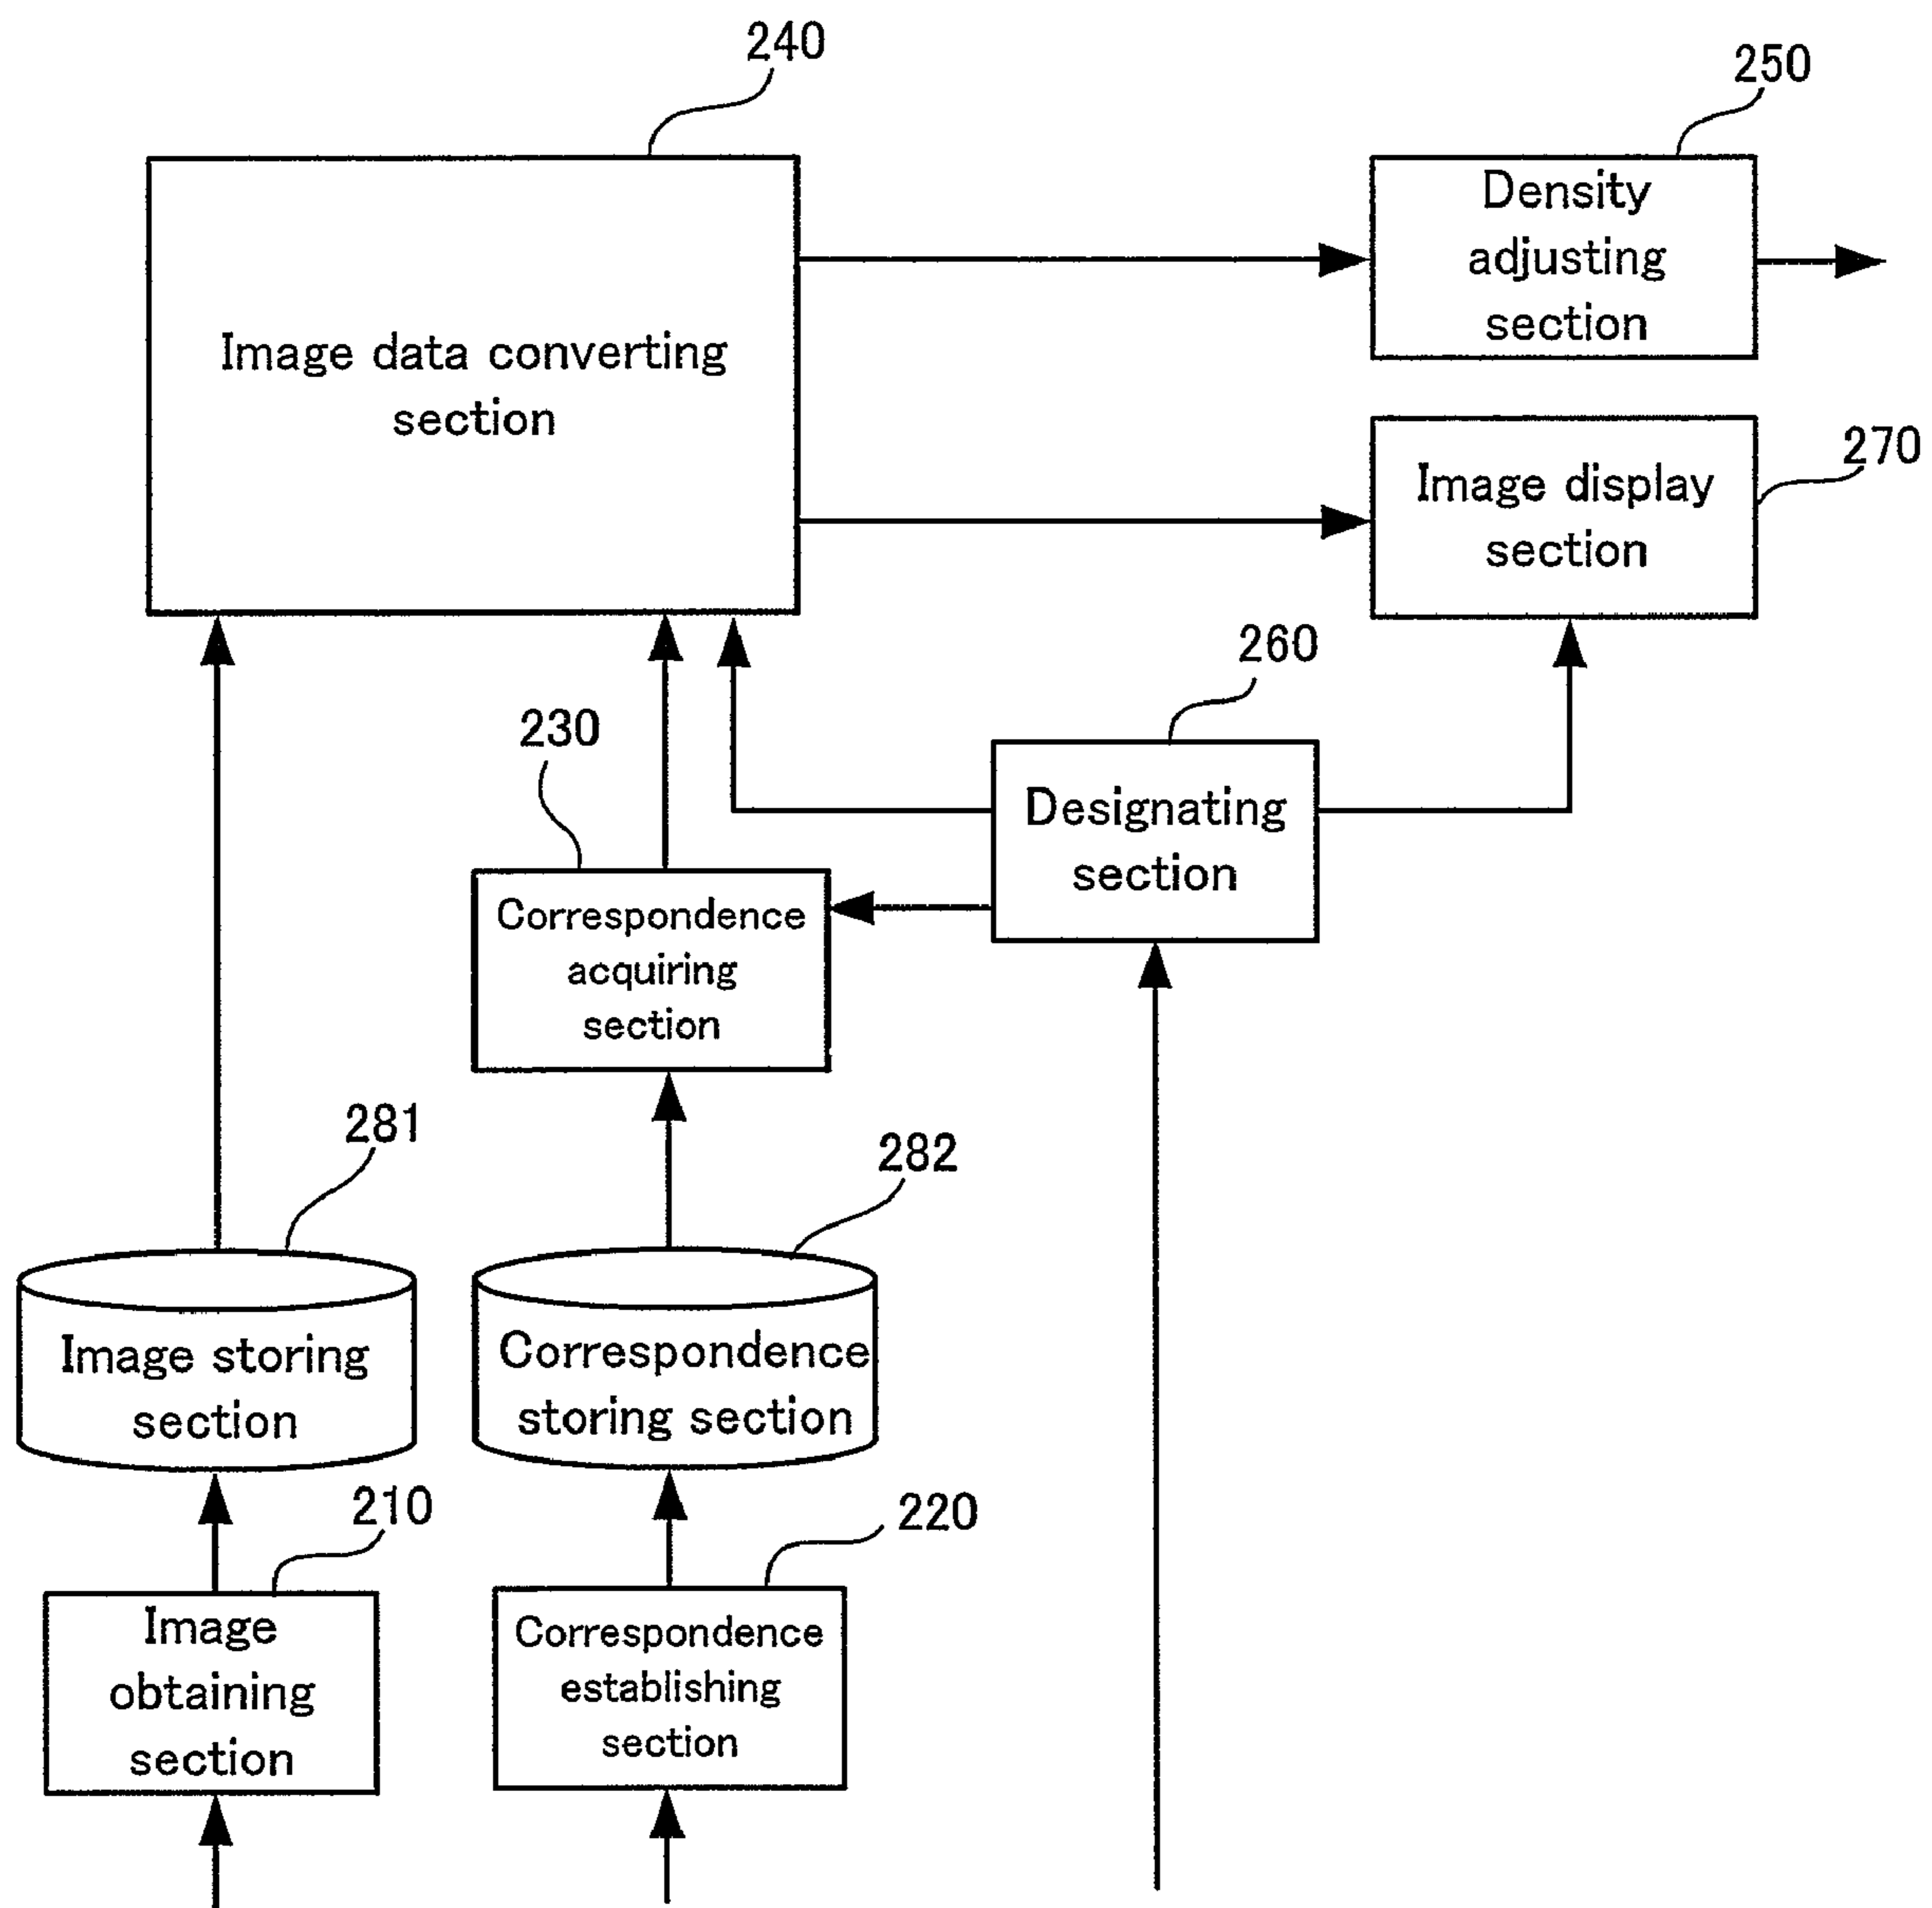 240
250
Image data converting
section
Density
adjusting
section
270
Image display
section
260
230
Designating
section
Correspondence
acquiring
section
281
282
Image storing
section
Correspondence
storing section
210
220
Image
obtaining
section
Correspondence
establishing
section